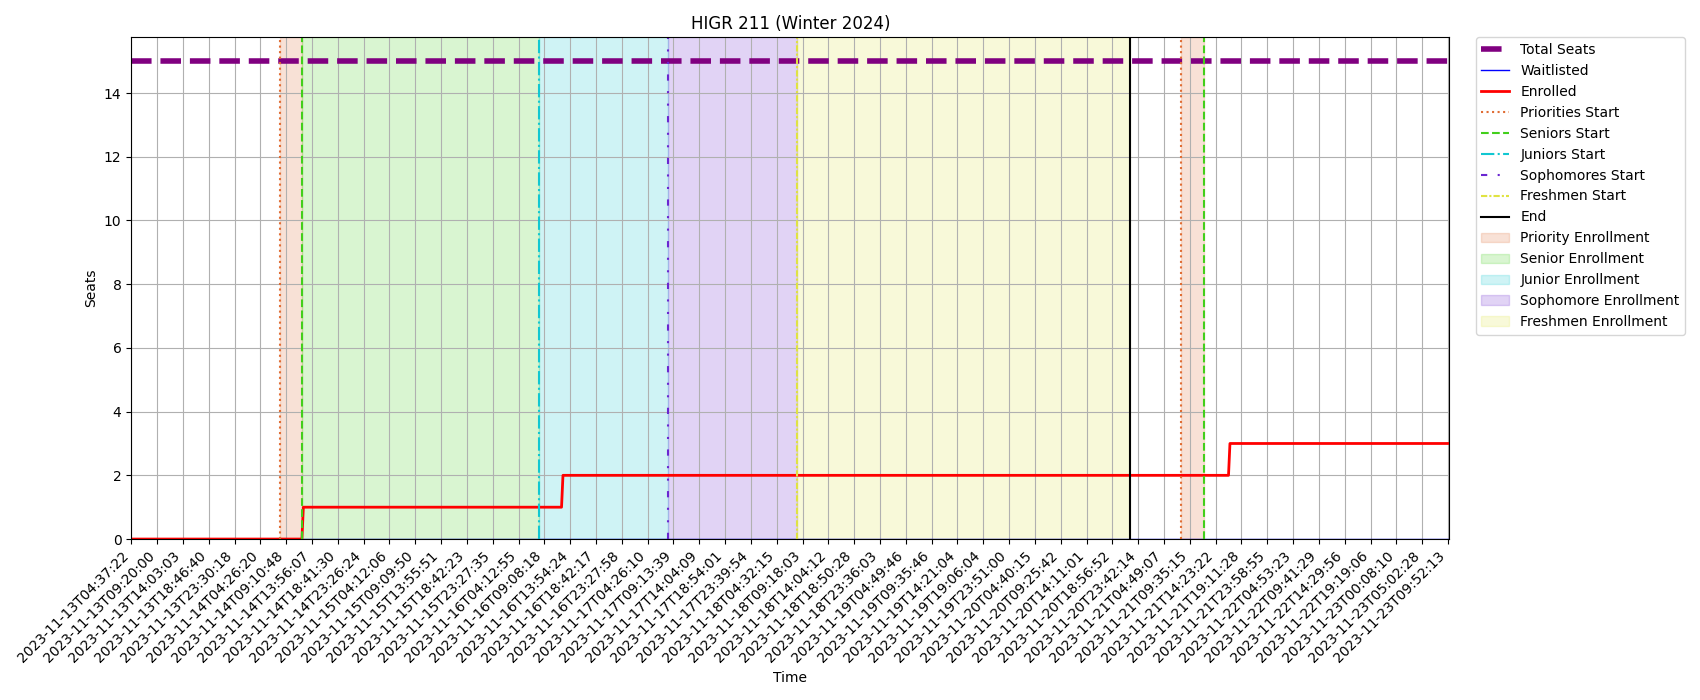 HIGR 211 (Winter 2024)
Seats
14
12
10
8
6
4
2
0
2023-11-13T04:37:22
2023-11-13T09:20:00
2023-11-13T14:03:03
2023-11-13T18:46:40
2023-11-13T23:30:18
2023-11-14T04:26:20
2023-11-14T09:10:48
2023-11-14T13:56:07
2023-11-14T18:41:30
2023-11-14T23:26:24
2023-11-15T04:12:06
2023-11-15T09:09:50
2023-11-15T13:55:51
2023-11-15T18:42:23
2023-11-15T23:27:35
2023-11-16T04:12:55
2023-11-16T09:08:18
2023-11-16T13:54:24
2023-11-16T18:42:17
2023-11-16T23:27:58
2023-11-17T04:26:10
2023-11-17T09:13:39
2023-11-17T14:04:09
2023-11-17T18:54:01
2023-11-17T23:39:54
2023-11-18T04:32:15
2023-11-18T09:18:03
2023-11-18T14:04:12
2023-11-18T18:50:28
2023-11-18T23:36:03
2023-11-19T04:49:46
2023-11-19T09:35:46
2023-11-19T14:21:04
2023-11-19T19:06:04
2023-11-19T23:51:00
2023-11-20T04:40:15
2023-11-20T09:25:42
2023-11-20T14:11:01
2023-11-20T18:56:52
2023-11-20T23:42:14
2023-11-21T04:49:07
2023-11-21T09:35:15
2023-11-21T14:23:22
2023-11-21T19:11:28
2023-11-21T23:58:55
2023-11-22T04:53:23
2023-11-22T09:41:29
2023-11-22T14:29:56
2023-11-22T19:19:06
2023-11-23T00:08:10
2023-11-23T05:02:28
2023-11-23T09:52:13
Time
Total Seats
Waitlisted
Enrolled
Priorities Start
Seniors Start
Juniors Start
Sophomores Start
Freshmen Start
End
Priority Enrollment
Senior Enrollment
Junior Enrollment
Sophomore Enrollment
Freshmen Enrollment